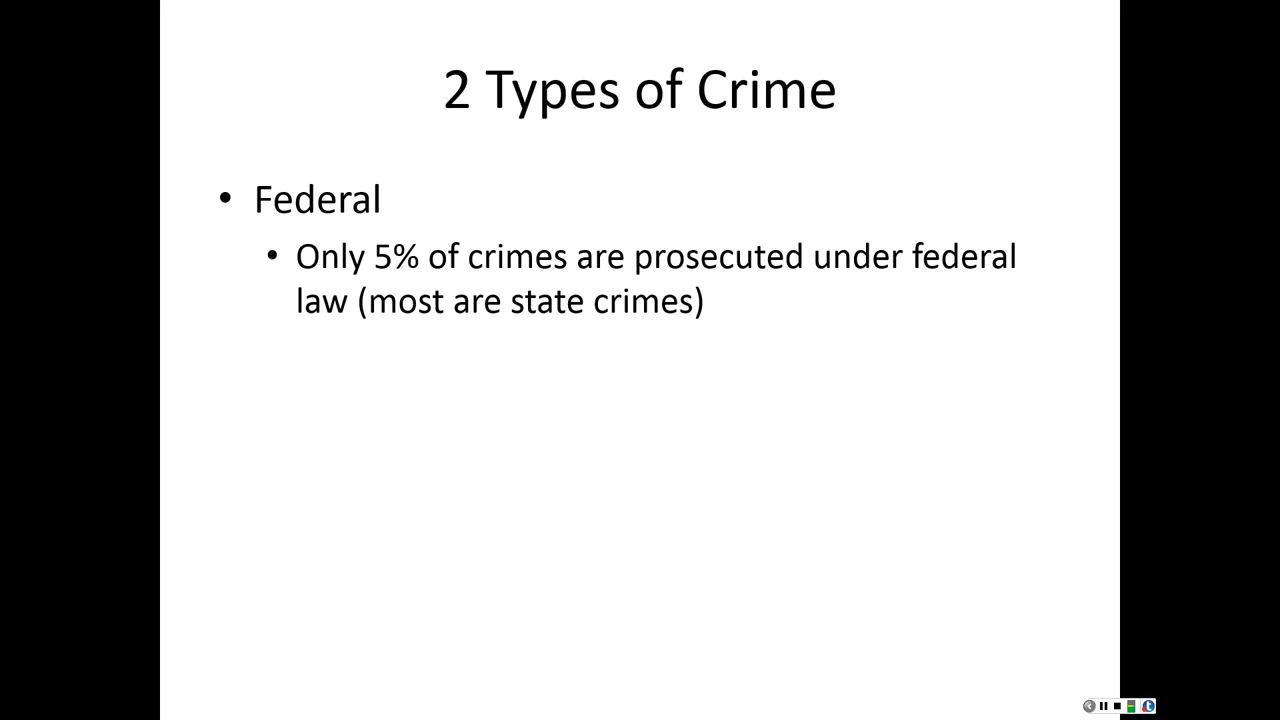 2 Types of Crime
• Federal
• Only 5% of crimes are prosecuted under federal
law (most are state crimes)